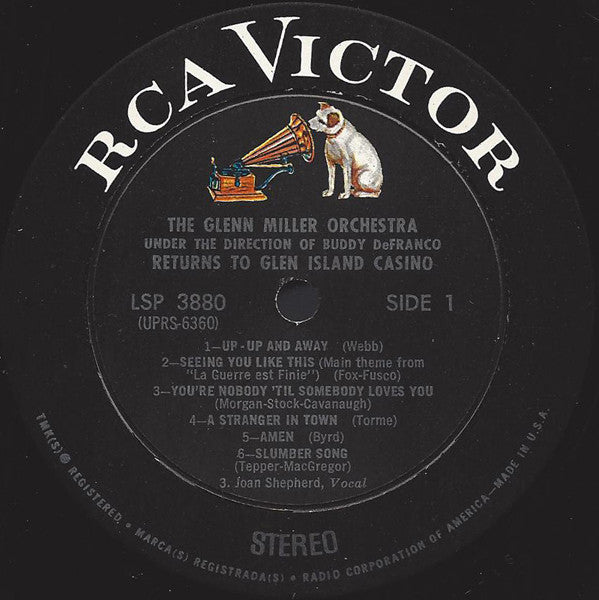 RCA VICTOR
THE GLENN MILLER ORCHESTRA
UNDER THE DIRECTION OF BUDDY DeFRANCO
RETURNS TO GLEN ISLAND CASINO
LSP 3880 SIDE 1
(UPRS-6360)
1—UP-UP AND AWAY (Webb)
2—SEEING YOU LIKE THIS (Main theme from
"La Guerre est Finie") (Fox-Fusco)
3—YOU'RE NOBODY 'TIL SOMEBODY LOVES YOU
(Morgan-Stock-Cavanaugh)
4—A STRANGER IN TOWN (Torme)
5—AMEN (Byrd)
6—SLUMBER SONG
(Tepper-MacGregor)
3. Joan Shepherd, Vocal
STEREO
TMK(S) ® REGISTERED. • MARCA(S) REGISTRADA(S) • RADIO CORPORATION OF AMERICA—MADE IN U.S.A.